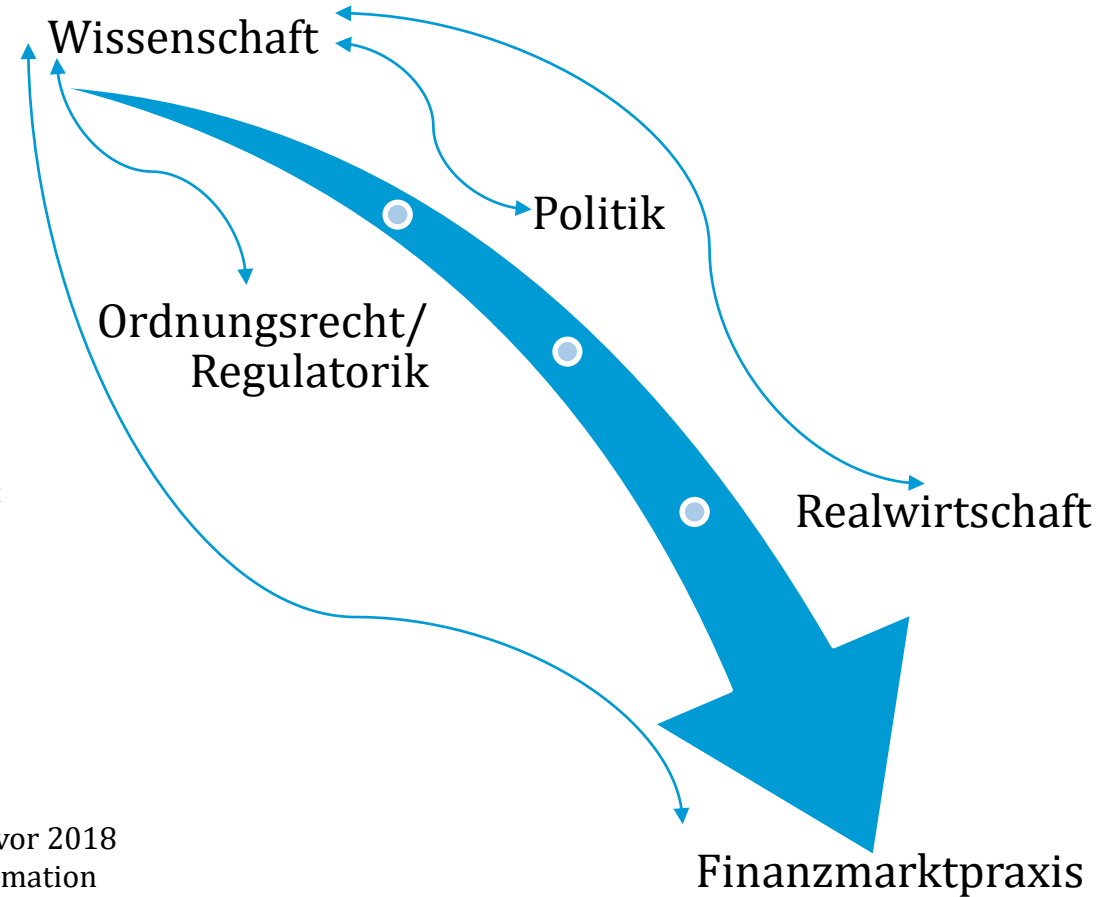 Wissenschaft
Politik
Ordnungsrecht/
Regulatorik
Realwirtschaft
vor 2018
mation
Finanzmarktpraxis